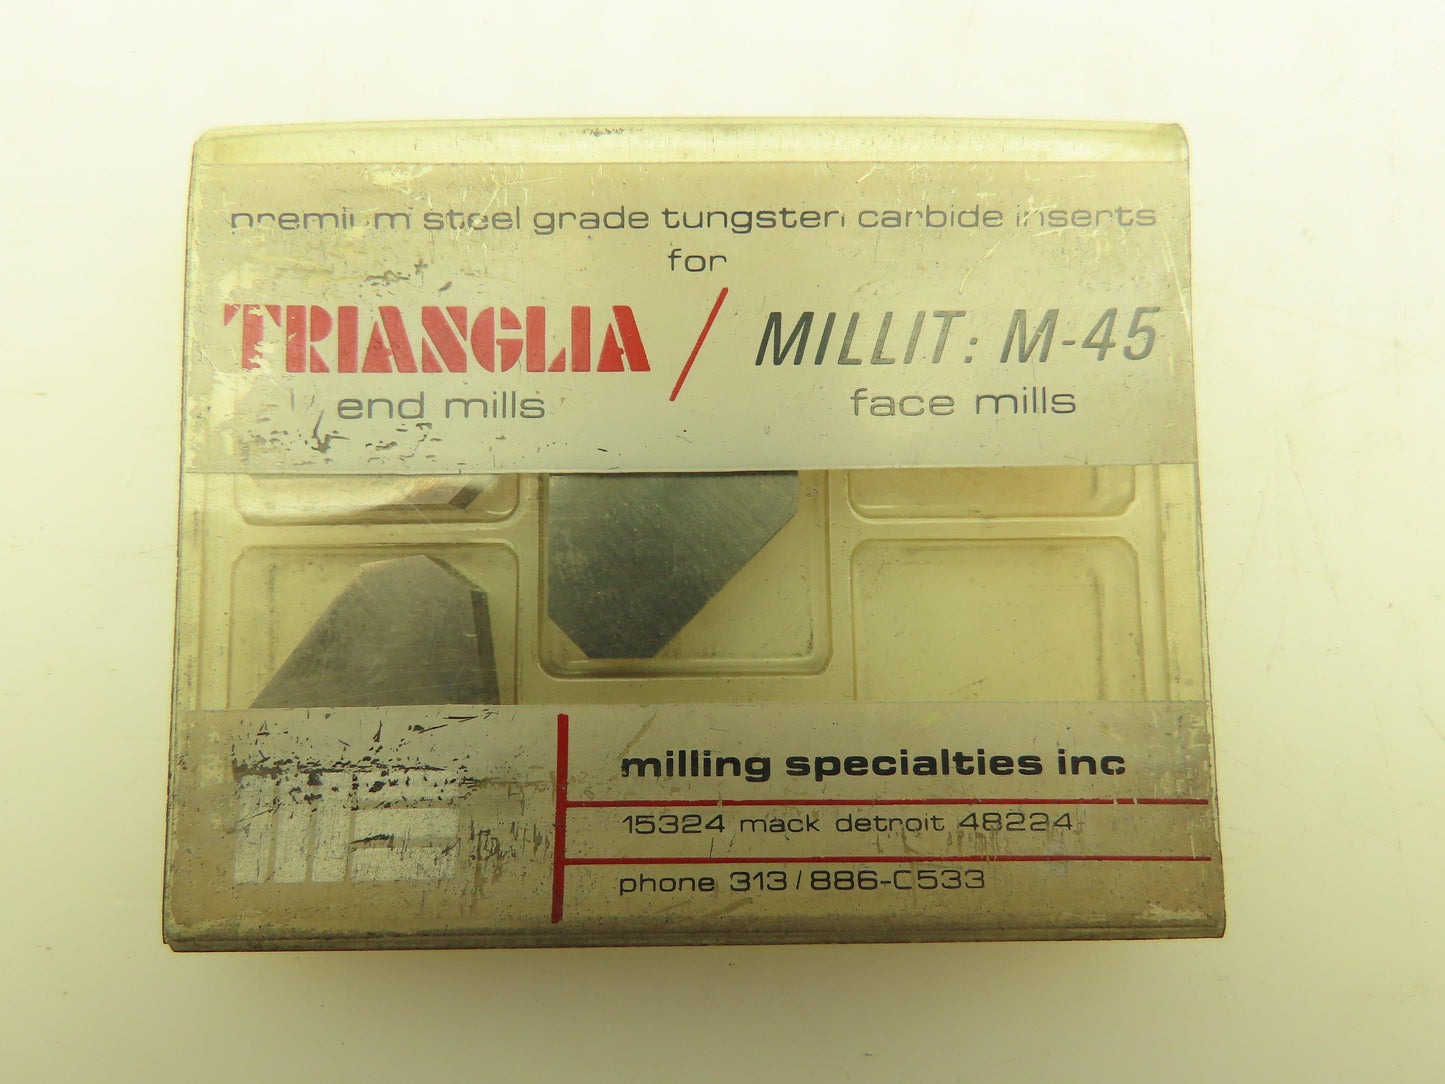 premium steel grade tungsten carbide inserts
for
TRIANGLIA / MILLIT: M-45
end mills face mills
milling specialties inc
15324 mack detroit 48224
phone 313/886-0533